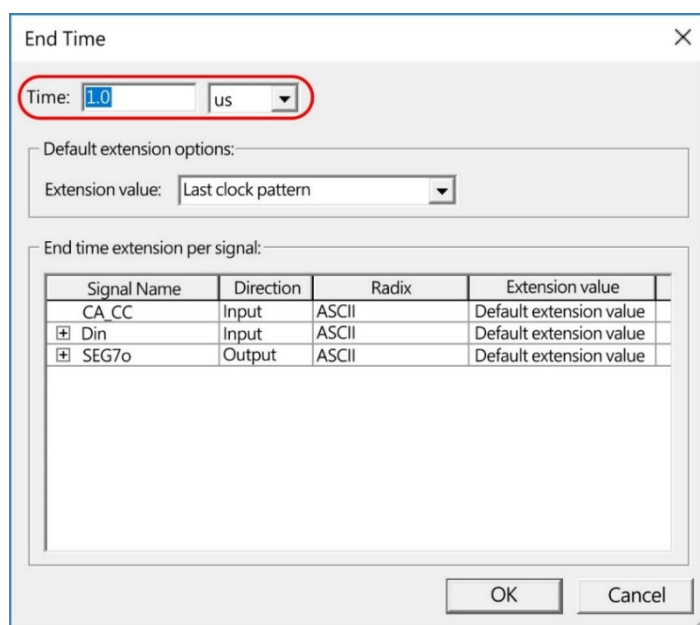 End Time
Time: 1.0 us
Default extension options:
Extension value: Last clock pattern
End time extension per signal:
Signal Name Direction Radix Extension value
CA_CC Input ASCII Default extension value
Din Input ASCII Default extension value
SEG7o Output ASCII Default extension value
OK Cancel